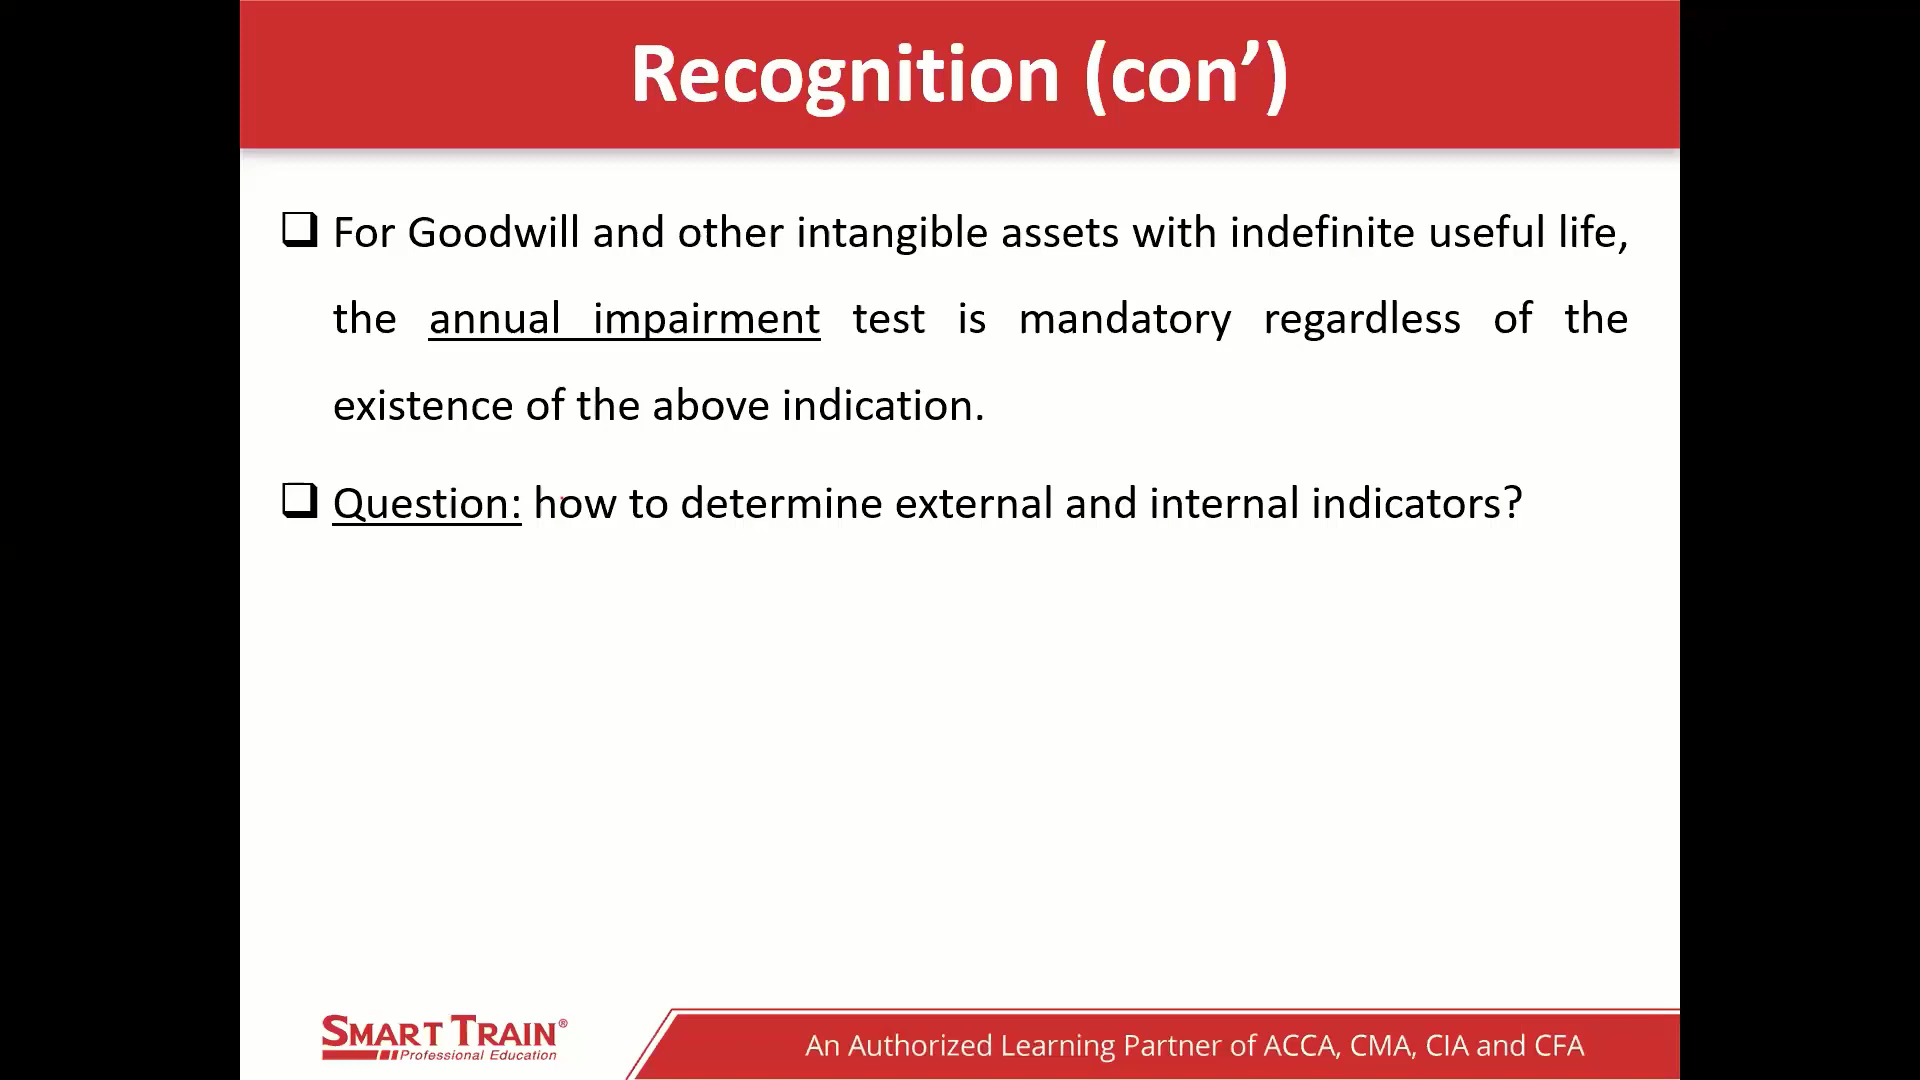 Recognition (con’)
❑ For Goodwill and other intangible assets with indefinite useful life,
the annual impairment test is mandatory regardless of the
existence of the above indication.
❑ Question: how to determine external and internal indicators?
SMART TRAIN®
Professional Education
An Authorized Learning Partner of ACCA, CMA, CIA and CFA